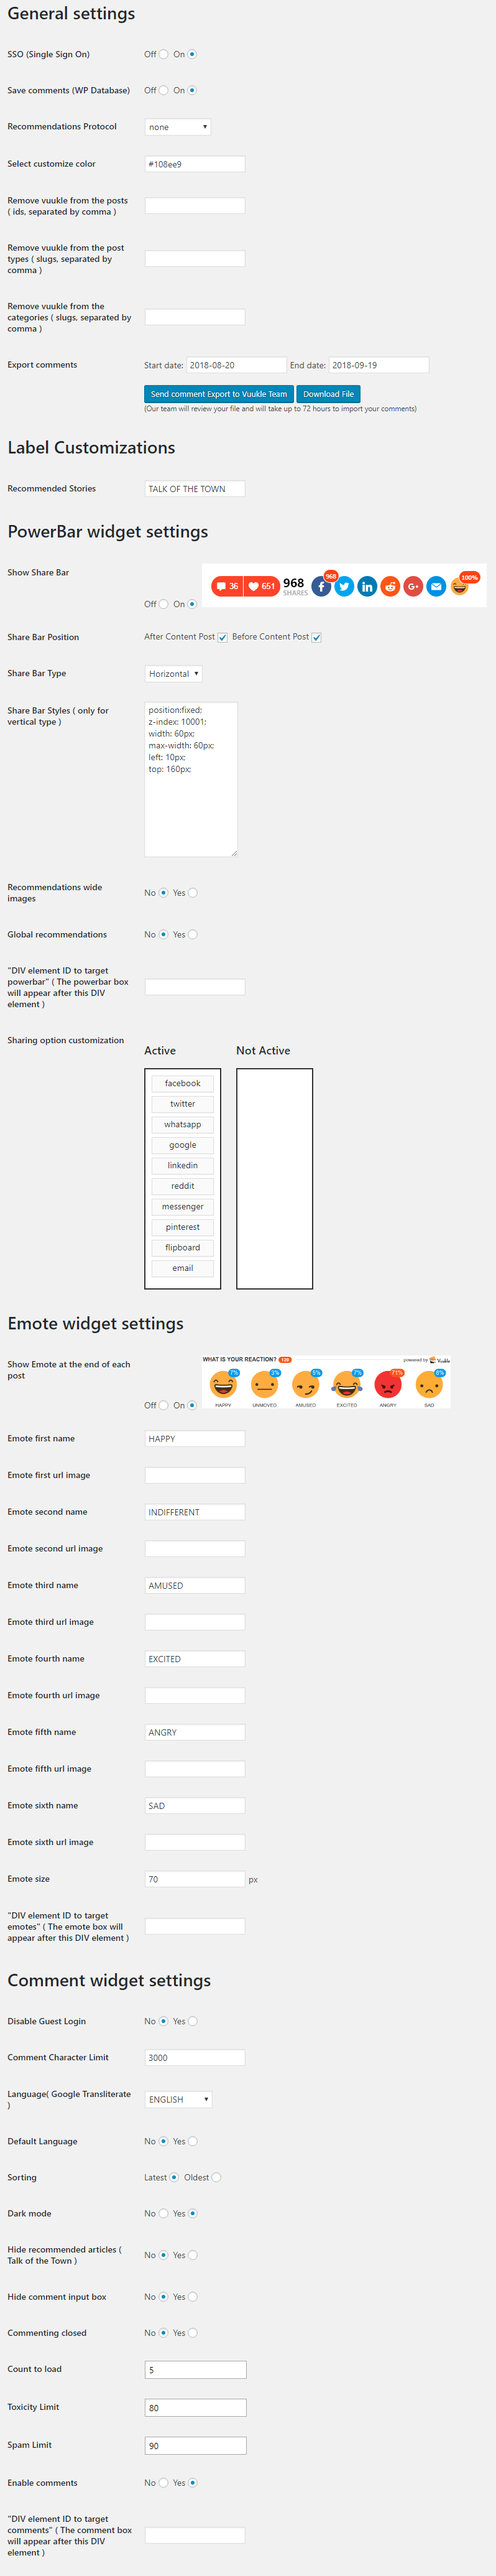 General settings
SSO (Single Sign On) Off On
Save comments (WP Database) Off On
Recommendations Protocol none
Select customize color #108ee9
Remove vuukle from the posts
( ids, separated by comma )
Remove vuukle from the post
types ( slugs, separated by
comma )
Remove vuukle from the
categories ( slugs, separated by
comma )
Export comments Start date: 2018-08-20 End date: 2018-09-19
Send comment Export to Vuukle Team Download File
(Our team will review your file and will take up to 72 hours to import your comments)
Label Customizations
Recommended Stories TALK OF THE TOWN
PowerBar widget settings
Show Share Bar
36 651 968 SHARES 968 100%
Off On
Share Bar Position After Content Post Before Content Post
Share Bar Type Horizontal
Share Bar Styles ( only for
vertical type )
position:fixed;
z-index: 10001;
width: 60px;
max-width: 60px;
left: 10px;
top: 160px;
Recommendations wide
images
No Yes
Global recommendations No Yes
"DIV element ID to target
powerbar" ( The powerbar box
will appear after this DIV
element )
Sharing option customization
Active Not Active
facebook
twitter
whatsapp
google
linkedin
reddit
messenger
pinterest
flipboard
email
Emote widget settings
Show Emote at the end of each
post
WHAT IS YOUR REACTION? powered by Vuukle
7% 71%
HAPPY UNMOVED AMUSED EXCITED ANGRY SAD
Off On
Emote first name HAPPY
Emote first url image
Emote second name INDIFFERENT
Emote second url image
Emote third name AMUSED
Emote third url image
Emote fourth name EXCITED
Emote fourth url image
Emote fifth name ANGRY
Emote fifth url image
Emote sixth name SAD
Emote sixth url image
Emote size 70 px
"DIV element ID to target
emotes" ( The emote box will
appear after this DIV element )
Comment widget settings
Disable Guest Login No Yes
Comment Character Limit 3000
Language( Google Transliterate
)
ENGLISH
Default Language No Yes
Sorting Latest Oldest
Dark mode No Yes
Hide recommended articles (
Talk of the Town )
No Yes
Hide comment input box No Yes
Commenting closed No Yes
Count to load 5
Toxicity Limit 80
Spam Limit 90
Enable comments No Yes
"DIV element ID to target
comments" ( The comment box
will appear after this DIV
element )